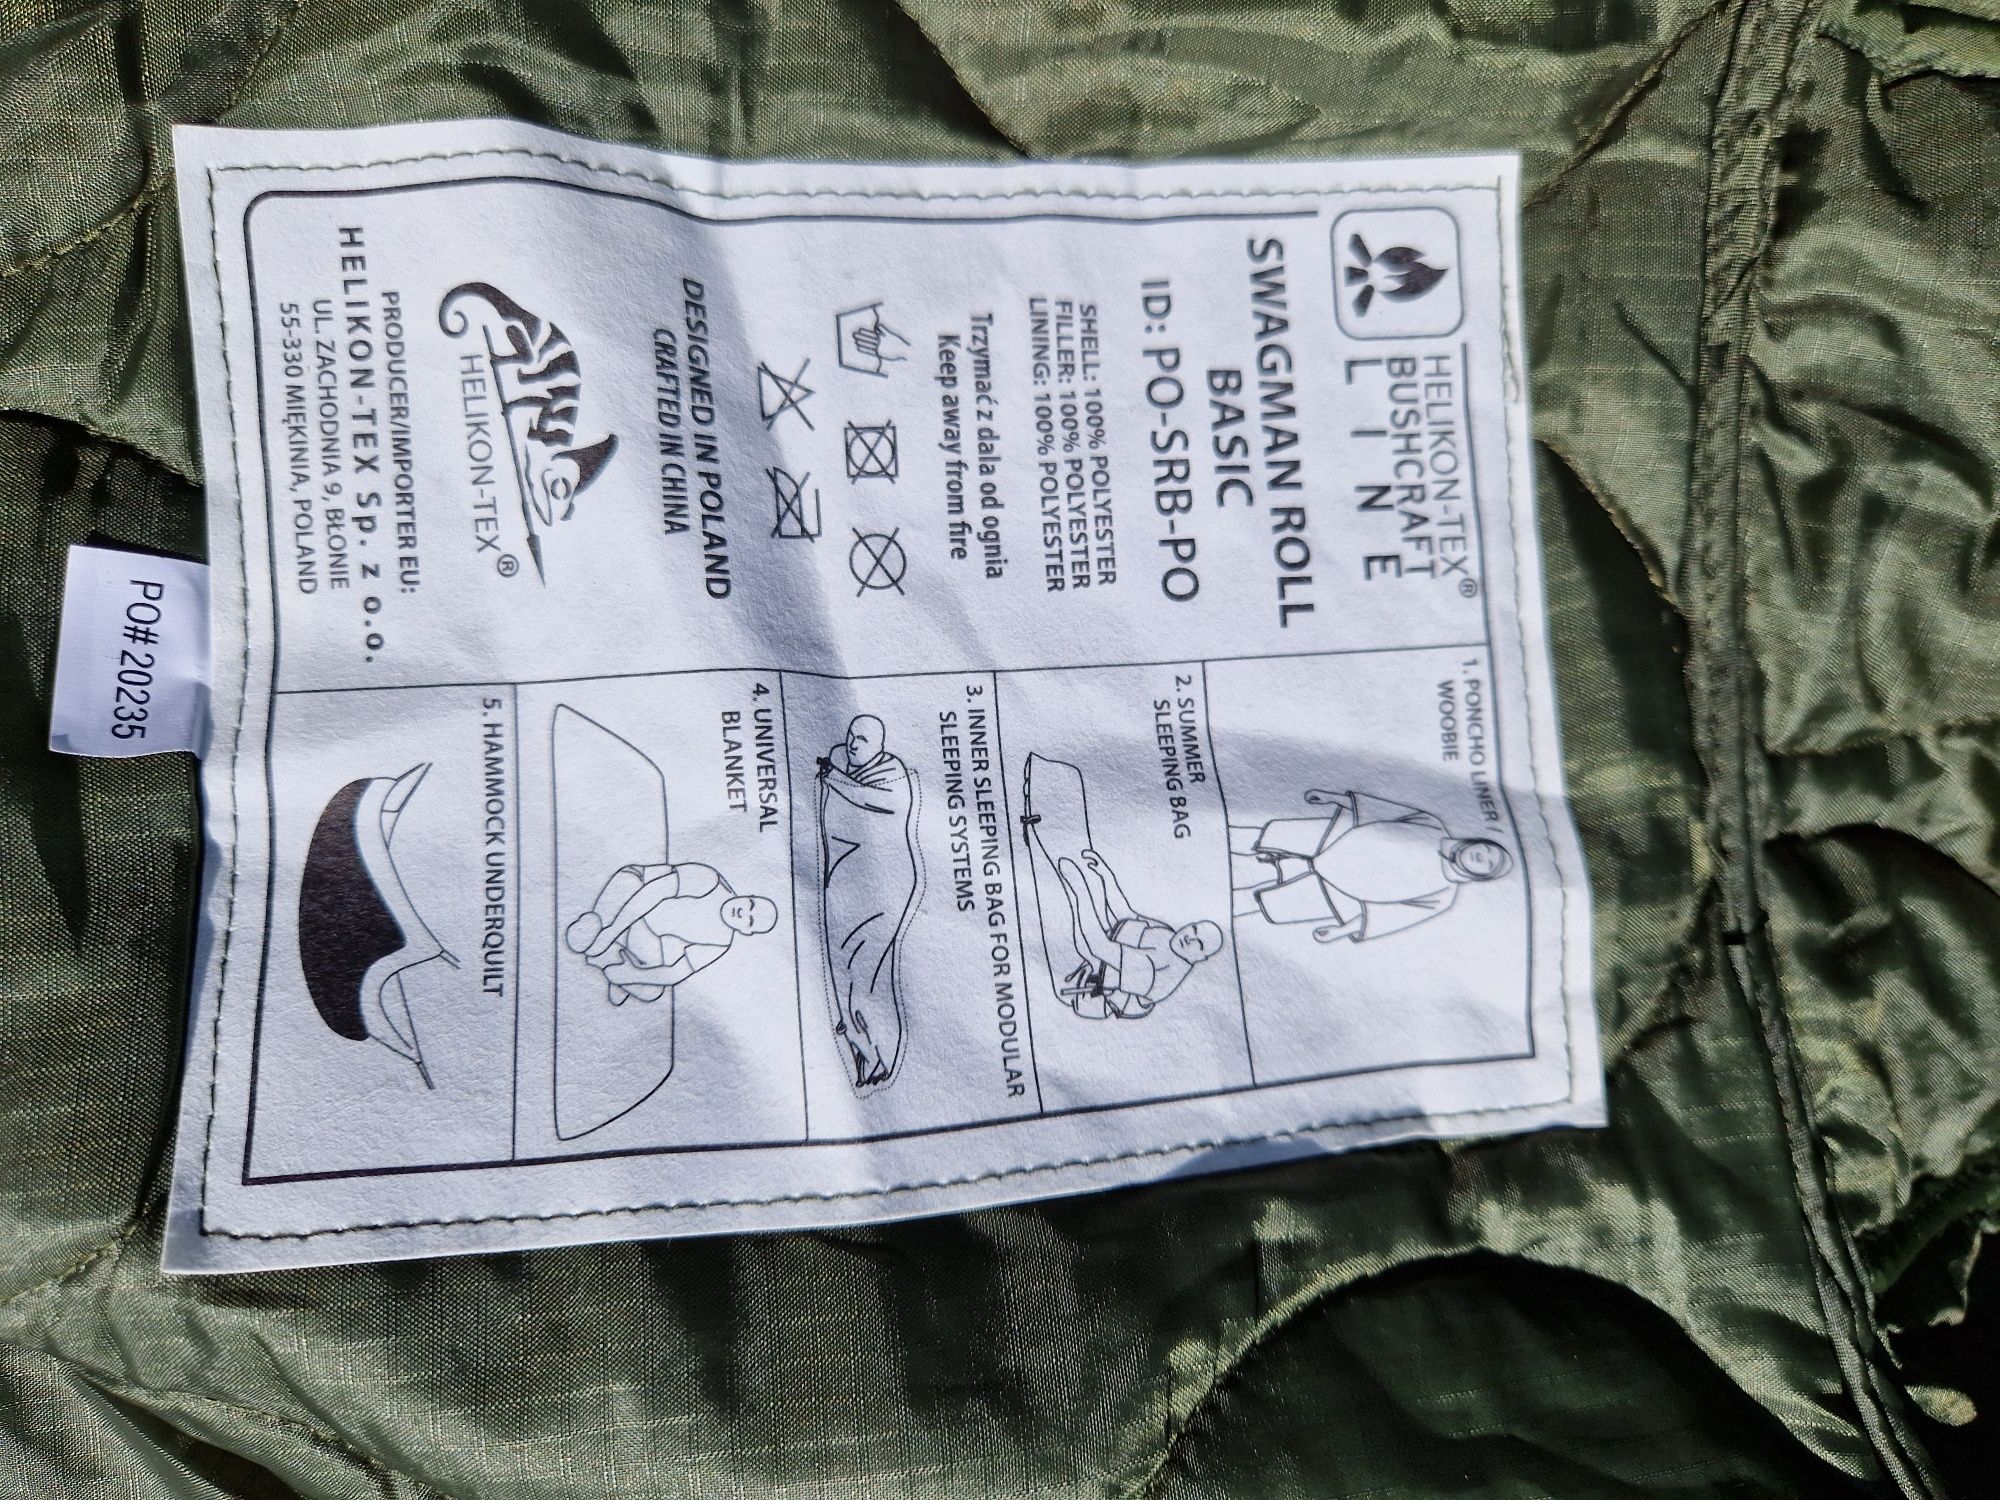 HELIKON-TEX®
BUSHCRAFT
LINE
SWAGMAN ROLL
BASIC
ID: PO-SRB-PO
SHELL: 100% POLYESTER
FILLER: 100% POLYESTER
LINING: 100% POLYESTER
Trzymać z dala od ognia
Keep away from fire
DESIGNED IN POLAND
CRAFTED IN CHINA
HELIKON-TEX®
PRODUCER/IMPORTER EU:
HELIKON-TEX Sp. z o.o.
UL. ZACHODNIA 9, BŁONIE
55-330 MIĘKINIA, POLAND
1. PONCHO LINER /
WOOBIE
2. SUMMER
SLEEPING BAG
3. INNER SLEEPING BAG FOR MODULAR
SLEEPING SYSTEMS
4. UNIVERSAL
BLANKET
5. HAMMOCK UNDERQUILT
PO# 20235